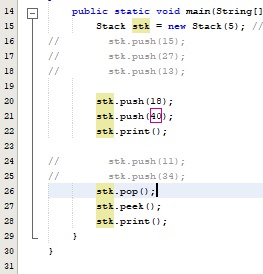 14 public static void main(String[]
15 Stack stk = new Stack(5); //
16 // stk.push(15);
17 // stk.push(27);
18 // stk.push(13);
19
20 stk.push(18);
21 stk.push(40);
22 stk.print();
23
24 // stk.push(11);
25 // stk.push(34);
26 stk.pop();
27 stk.peek();
28 stk.print();
29 }
30 }
31